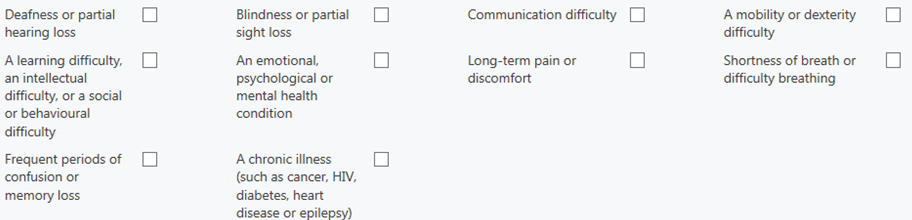 Deafness or partial
hearing loss
Blindness or partial
sight loss
Communication difficulty
A mobility or dexterity
difficulty
A learning difficulty,
an intellectual
difficulty, or a social
or behavioural
difficulty
An emotional,
psychological or
mental health
condition
Long-term pain or
discomfort
Shortness of breath or
difficulty breathing
Frequent periods of
confusion or
memory loss
A chronic illness
(such as cancer, HIV,
diabetes, heart
disease or epilepsy)